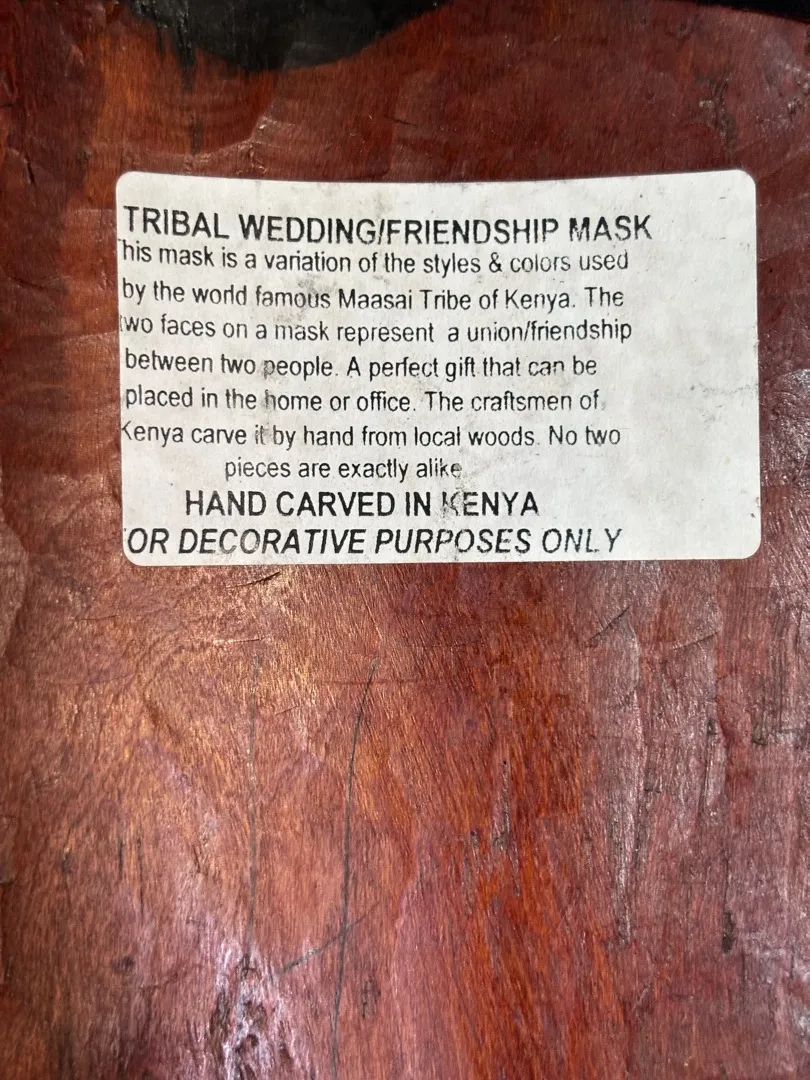 TRIBAL WEDDING/FRIENDSHIP MASK
his mask is a variation of the styles & colors used
by the world famous Maasai Tribe of Kenya. The
two faces on a mask represent a union/friendship
between two people. A perfect gift that can be
placed in the home or office. The craftsmen of
Kenya carve it by hand from local woods. No two
pieces are exactly alike
HAND CARVED IN KENYA
OR DECORATIVE PURPOSES ONLY